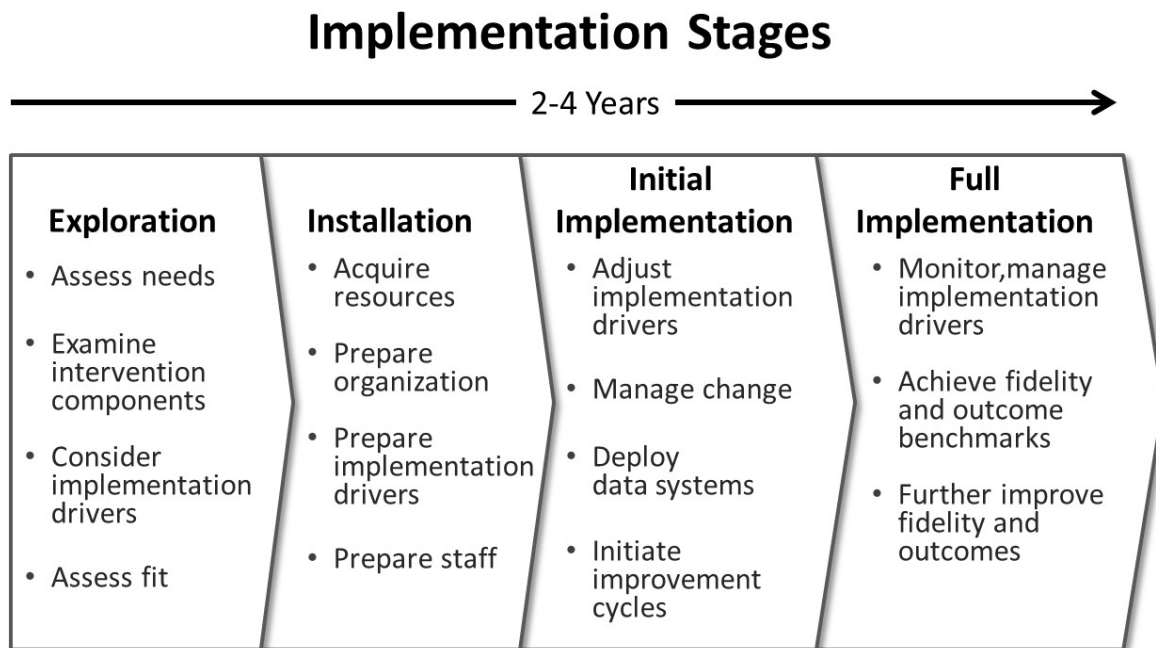 Implementation Stages
2-4 Years
Exploration
• Assess needs
• Examine
intervention
components
• Consider
implementation
drivers
• Assess fit
Installation
• Acquire
resources
• Prepare
organization
• Prepare
implementation
drivers
• Prepare staff
Initial
Implementation
• Adjust
implementation
drivers
• Manage change
• Deploy
data systems
• Initiate
improvement
cycles
Full
Implementation
• Monitor,manage
implementation
drivers
• Achieve fidelity
and outcome
benchmarks
• Further improve
fidelity and
outcomes